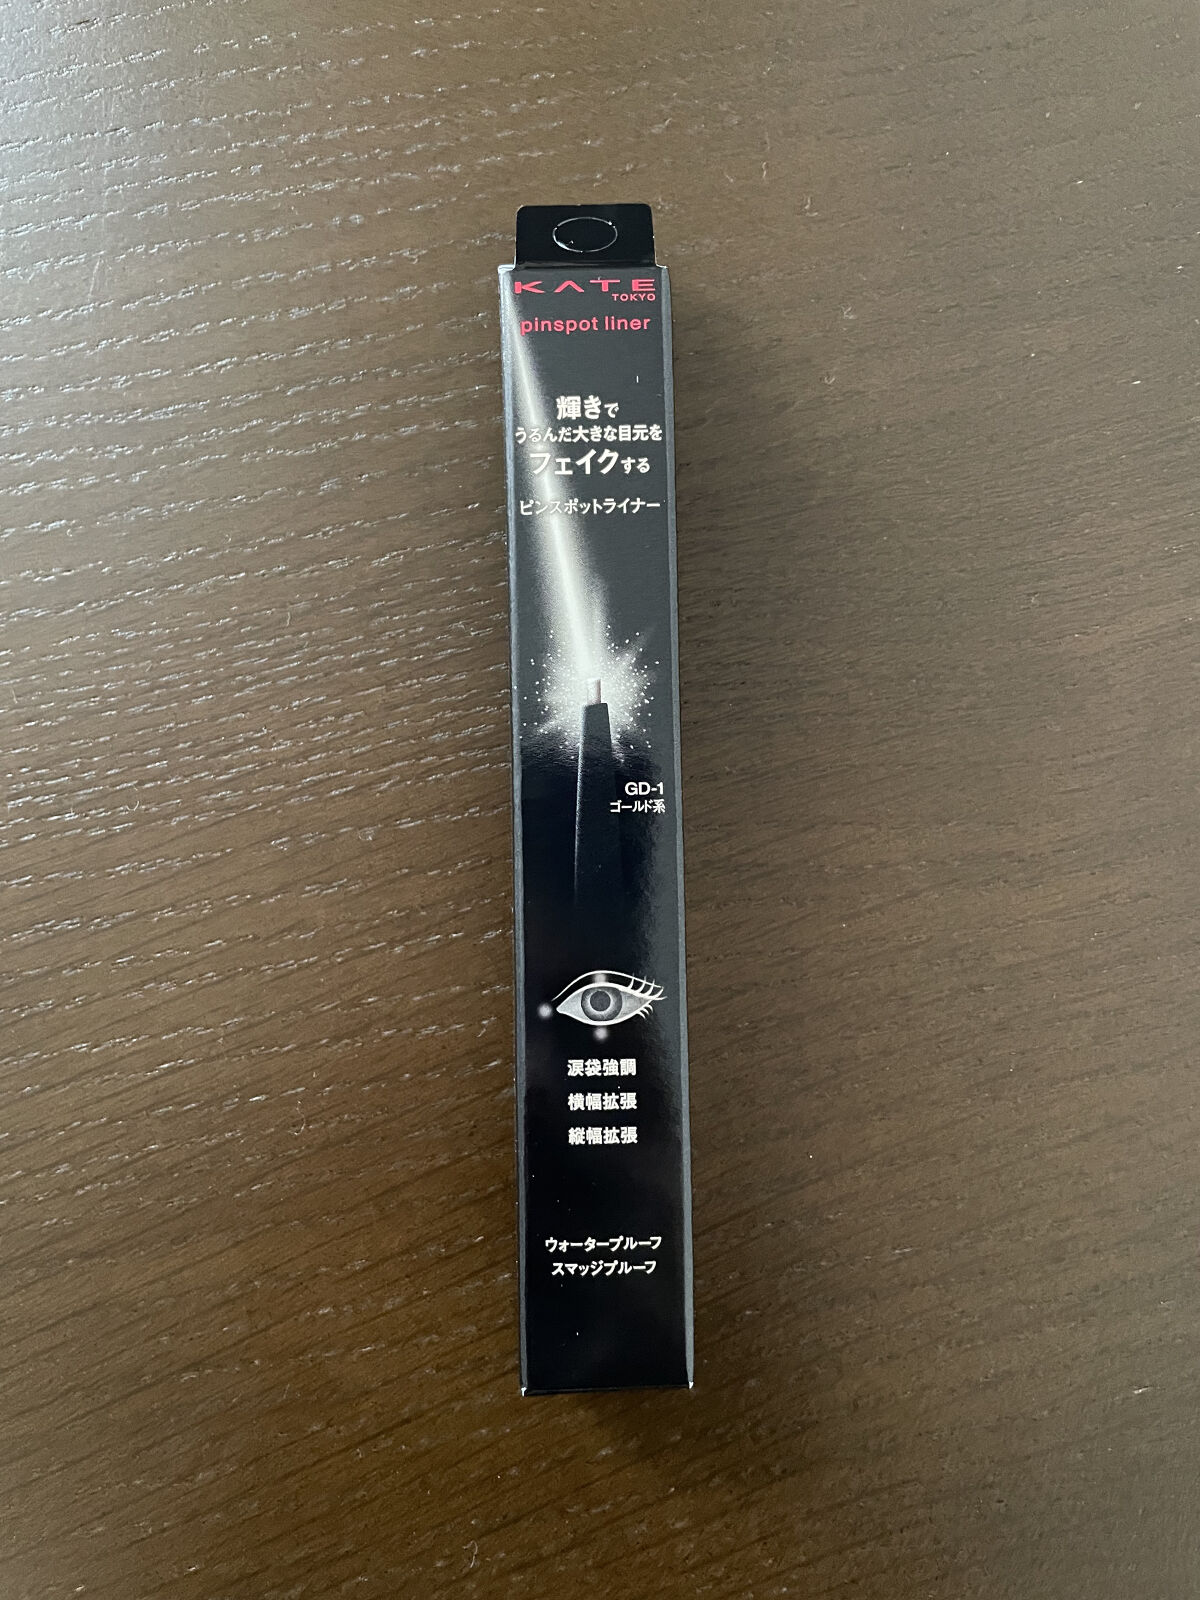 KATE
TOKYO
pinspot liner
輝きで
うるんだ大きな目元を
フェイクする
ピンスポットライナー
GD-1
ゴールド系
涙袋強調
横幅拡張
縦幅拡張
ウォータープルーフ
スマッジプルーフ